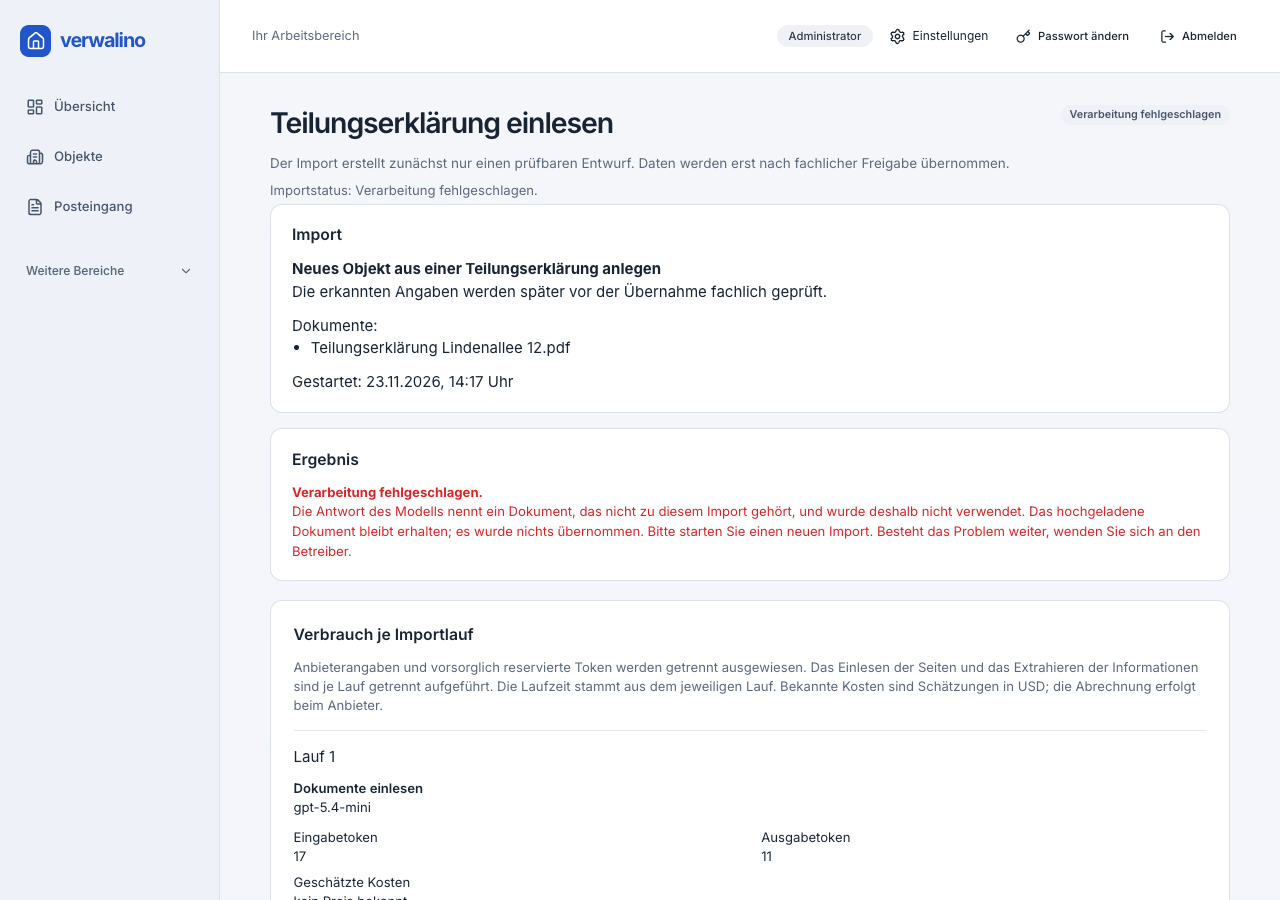 verwalino
Ihr Arbeitsbereich
Administrator
Einstellungen
Passwort ändern
Abmelden
Übersicht
Objekte
Posteingang
Weitere Bereiche
Teilungserklärung einlesen
Verarbeitung fehlgeschlagen
Der Import erstellt zunächst nur einen prüfbaren Entwurf. Daten werden erst nach fachlicher Freigabe übernommen.
Importstatus: Verarbeitung fehlgeschlagen.
Import
Neues Objekt aus einer Teilungserklärung anlegen
Die erkannten Angaben werden später vor der Übernahme fachlich geprüft.
Dokumente:
• Teilungserklärung Lindenallee 12.pdf
Gestartet: 23.11.2026, 14:17 Uhr
Ergebnis
Verarbeitung fehlgeschlagen.
Die Antwort des Modells nennt ein Dokument, das nicht zu diesem Import gehört, und wurde deshalb nicht verwendet. Das hochgeladene
Dokument bleibt erhalten; es wurde nichts übernommen. Bitte starten Sie einen neuen Import. Besteht das Problem weiter, wenden Sie sich an den
Betreiber.
Verbrauch je Importlauf
Anbieterangaben und vorsorglich reservierte Token werden getrennt ausgewiesen. Das Einlesen der Seiten und das Extrahieren der Informationen
sind je Lauf getrennt aufgeführt. Die Laufzeit stammt aus dem jeweiligen Lauf. Bekannte Kosten sind Schätzungen in USD; die Abrechnung erfolgt
beim Anbieter.
Lauf 1
Dokumente einlesen
gpt-5.4-mini
Eingabetoken
17
Ausgabetoken
11
Geschätzte Kosten
kein Preis bekannt